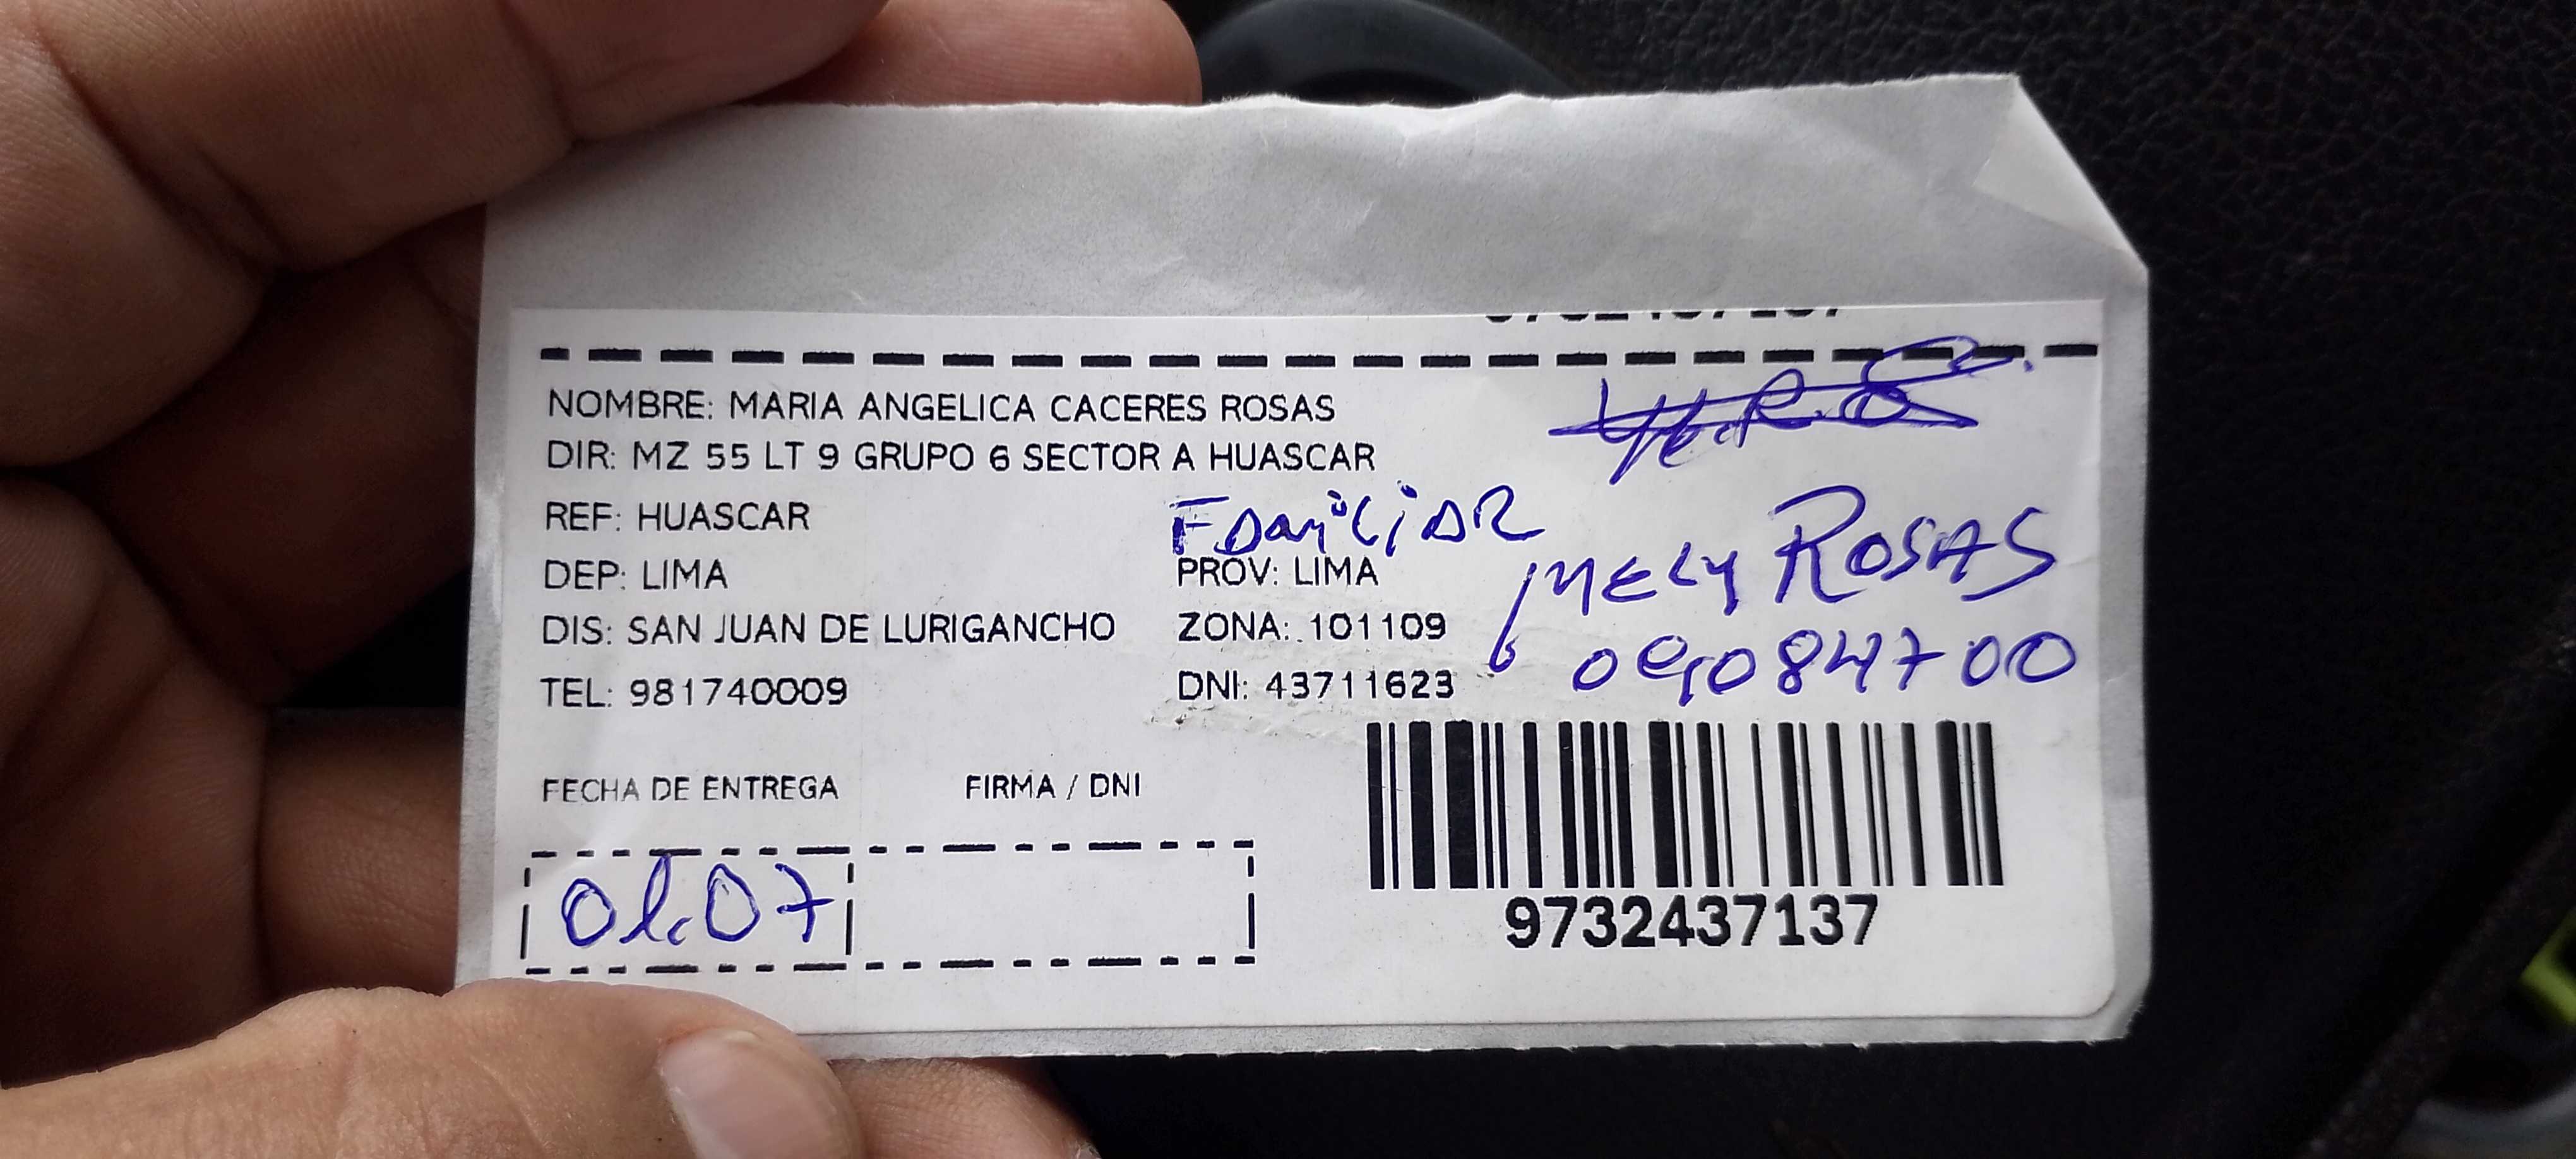 NOMBRE: MARIA ANGELICA CACERES ROSAS
DIR: MZ 55 LT 9 GRUPO 6 SECTOR A HUASCAR
REF: HUASCAR
FamiliAR
DEP: LIMA
PROV: LIMA
MELY ROSAS
DIS: SAN JUAN DE LURIGANCHO
ZONA: 101109
TEL: 981740009
DNI: 43711623
FECHA DE ENTREGA
FIRMA / DNI
01.07
9732437137